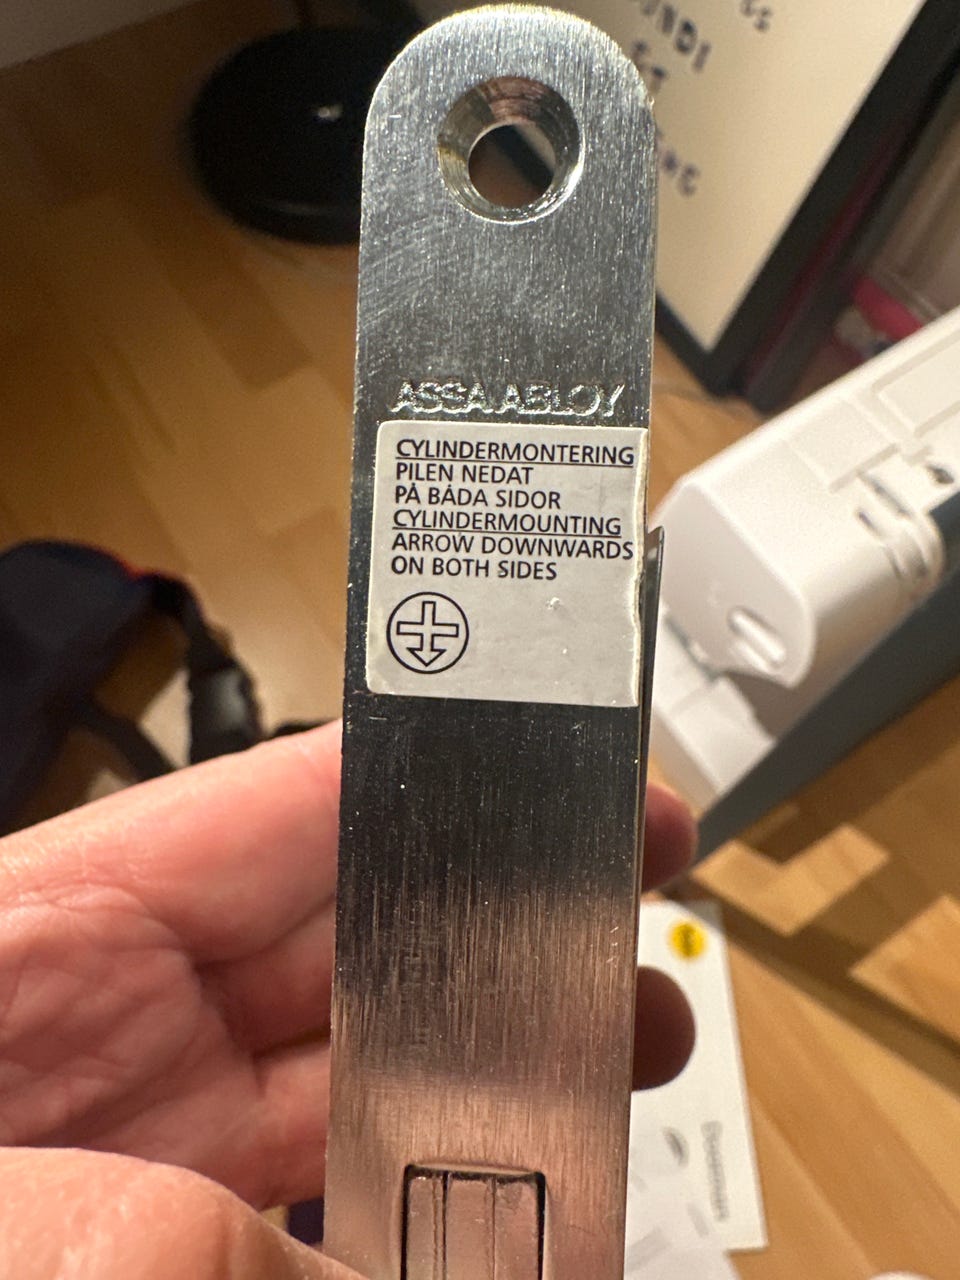 ASSA ABLOY
CYLINDERMONTERING
PILEN NEDÅT
PÅ BÅDA SIDOR
CYLINDERMOUNTING
ARROW DOWNWARDS
ON BOTH SIDES